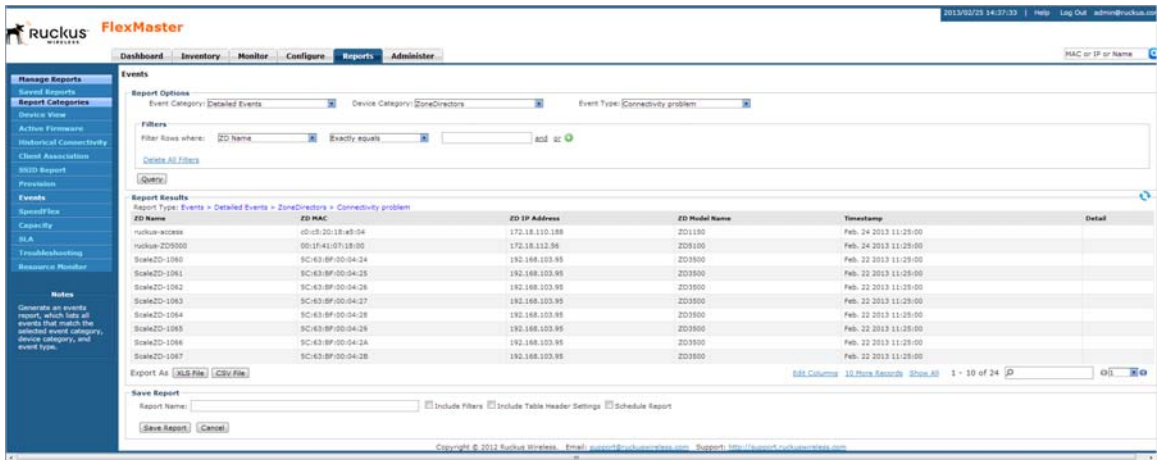 2013/02/25 14:37:33 | Help Log Out admin@ruckus.com
Ruckus WIRELESS
FlexMaster
Dashboard Inventory Monitor Configure Reports Administer
MAC or IP or Name
Manage Reports
Saved Reports
Report Categories
Device View
Active Firmware
Historical Connectivity
Client Association
SSID Report
Provision
Events
SpeedFlex
Capacity
SLA
Troubleshooting
Resource Monitor
Notes
Generate an events
report, which lists all
events that match the
selected event category,
device category, and
event type.
Events
Report Options
Event Category: Detailed Events Device Category: ZoneDirectors Event Type: Connectivity problem
Filters
Filter Rows where: ZD Name Exactly equals and or
Delete All Filters
Query
Report Results
Report Type: Events > Detailed Events > ZoneDirectors > Connectivity problem
ZD Name ZD MAC ZD IP Address ZD Model Name Timestamp Detail
ruckus-access 172.18.110.188 ZD1150 Feb. 24 2013 11:25:00
ruckus-ZD5000 00:1F:41:07:18:00 172.18.112.56 ZD5100 Feb. 24 2013 11:25:00
ScaleZD-1060 5C:63:BF:00:04:24 192.168.103.95 ZD3500 Feb. 22 2013 11:25:00
ScaleZD-1061 5C:63:BF:00:04:25 192.168.103.95 ZD3500 Feb. 22 2013 11:25:00
ScaleZD-1062 5C:63:BF:00:04:26 192.168.103.95 ZD3500 Feb. 22 2013 11:25:00
ScaleZD-1063 5C:63:BF:00:04:27 192.168.103.95 ZD3500 Feb. 22 2013 11:25:00
ScaleZD-1064 5C:63:BF:00:04:28 192.168.103.95 ZD3500 Feb. 22 2013 11:25:00
ScaleZD-1065 5C:63:BF:00:04:29 192.168.103.95 ZD3500 Feb. 22 2013 11:25:00
ScaleZD-1066 5C:63:BF:00:04:2A 192.168.103.95 ZD3500 Feb. 22 2013 11:25:00
ScaleZD-1067 5C:63:BF:00:04:2B 192.168.103.95 ZD3500 Feb. 22 2013 11:25:00
Export As XLS File CSV File Edit Columns 10 More Records Show All 1 - 10 of 24 1
Save Report
Report Name: Include Filters Include Table Header Settings Schedule Report
Save Report Cancel
Copyright © 2012 Ruckus Wireless. Email: support@ruckuswireless.com Support: http://support.ruckuswireless.com